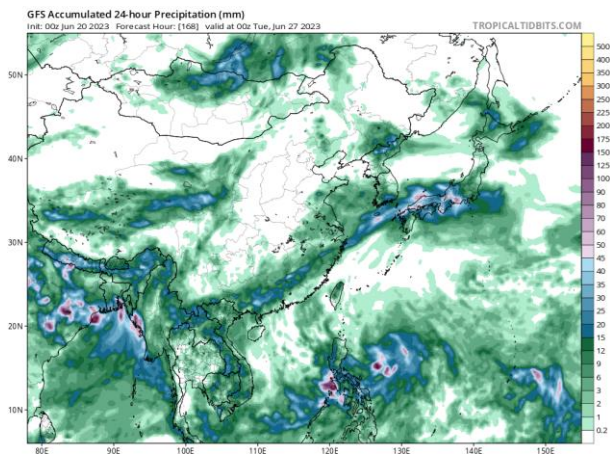 GFS Accumulated 24-hour Precipitation (mm)
Init: 00z Jun 20 2023 Forecast Hour: [168] valid at 00z Tue, Jun 27 2023
TROPICALTIDBITS.COM
50N
40N
30N
20N
10N
80E
90E
100E
110E
120E
130E
140E
150E
500
400
350
300
250
225
200
175
150
125
100
90
80
70
60
50
45
40
35
30
25
20
15
12
9
6
3
2
1
0.2